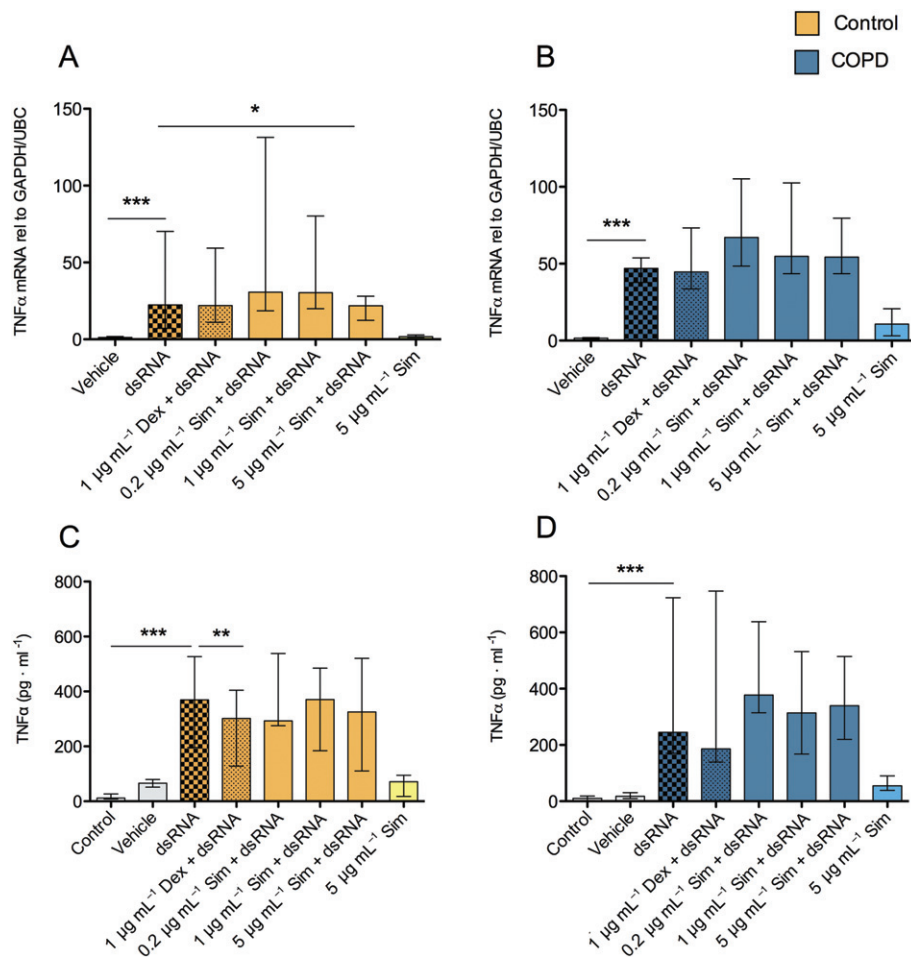 Control
COPD
A
B
TNFα mRNA rel to GAPDH/UBC
150
100
50
0
***
*
Vehicle
dsRNA
1 µg mL⁻¹ Dex + dsRNA
0.2 µg mL⁻¹ Sim + dsRNA
1 µg mL⁻¹ Sim + dsRNA
5 µg mL⁻¹ Sim + dsRNA
5 µg mL⁻¹ Sim
TNFα mRNA rel to GAPDH/UBC
150
100
50
0
***
Vehicle
dsRNA
1 µg mL⁻¹ Dex + dsRNA
0.2 µg mL⁻¹ Sim + dsRNA
1 µg mL⁻¹ Sim + dsRNA
5 µg mL⁻¹ Sim + dsRNA
5 µg mL⁻¹ Sim
C
D
TNFα (pg · ml⁻¹)
800
600
400
200
0
***
**
Control
Vehicle
dsRNA
1 µg mL⁻¹ Dex + dsRNA
0.2 µg mL⁻¹ Sim + dsRNA
1 µg mL⁻¹ Sim + dsRNA
5 µg mL⁻¹ Sim + dsRNA
5 µg mL⁻¹ Sim
TNFα (pg · ml⁻¹)
800
600
400
200
0
***
Control
Vehicle
dsRNA
1 µg mL⁻¹ Dex + dsRNA
0.2 µg mL⁻¹ Sim + dsRNA
1 µg mL⁻¹ Sim + dsRNA
5 µg mL⁻¹ Sim + dsRNA
5 µg mL⁻¹ Sim